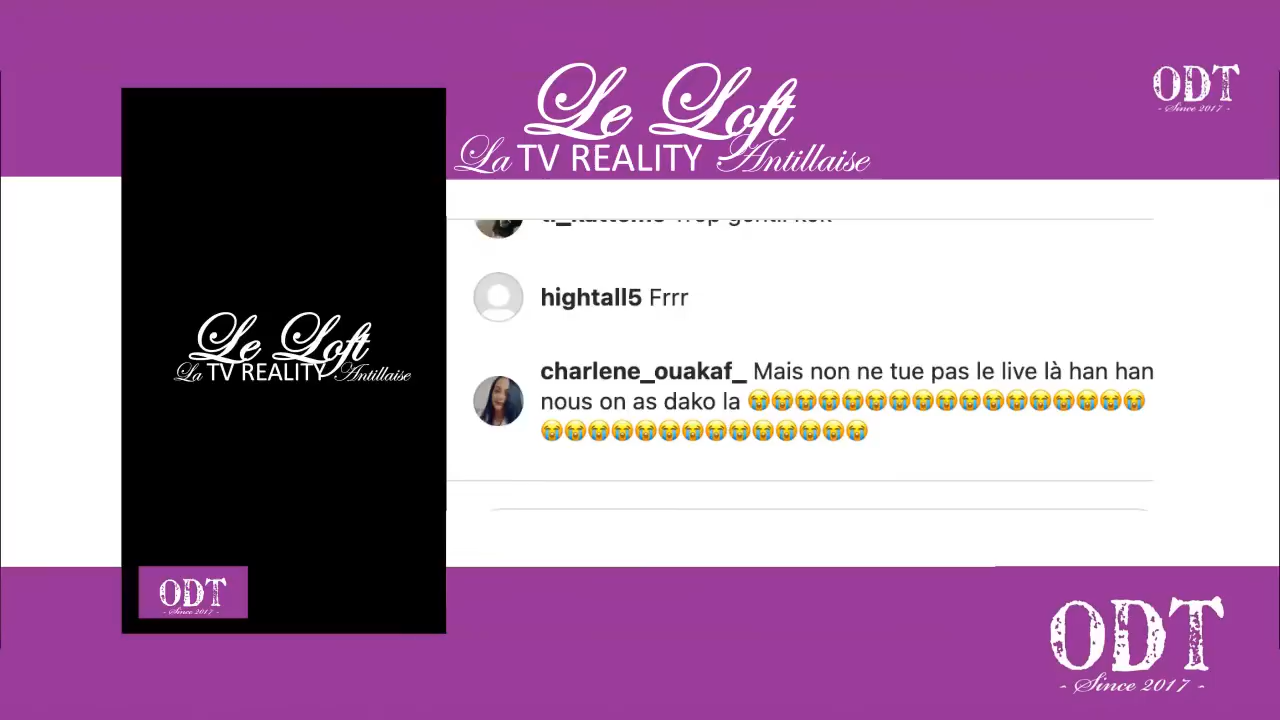 Le Loft
La TV REALITY Antillaise
ODT
- Since 2017 -
Le Loft
La TV REALITY Antillaise
ODT
- Since 2017 -
hightall5 Frrr
charlene_ouakaf_ Mais non ne tue pas le live là han han
nous on as dako la 😭😭😭😭😭😭😭😭😭😭😭😭😭😭😭😭😭
😭😭😭😭😭😭😭😭😭😭😭😭😭😭
ODT
- Since 2017 -